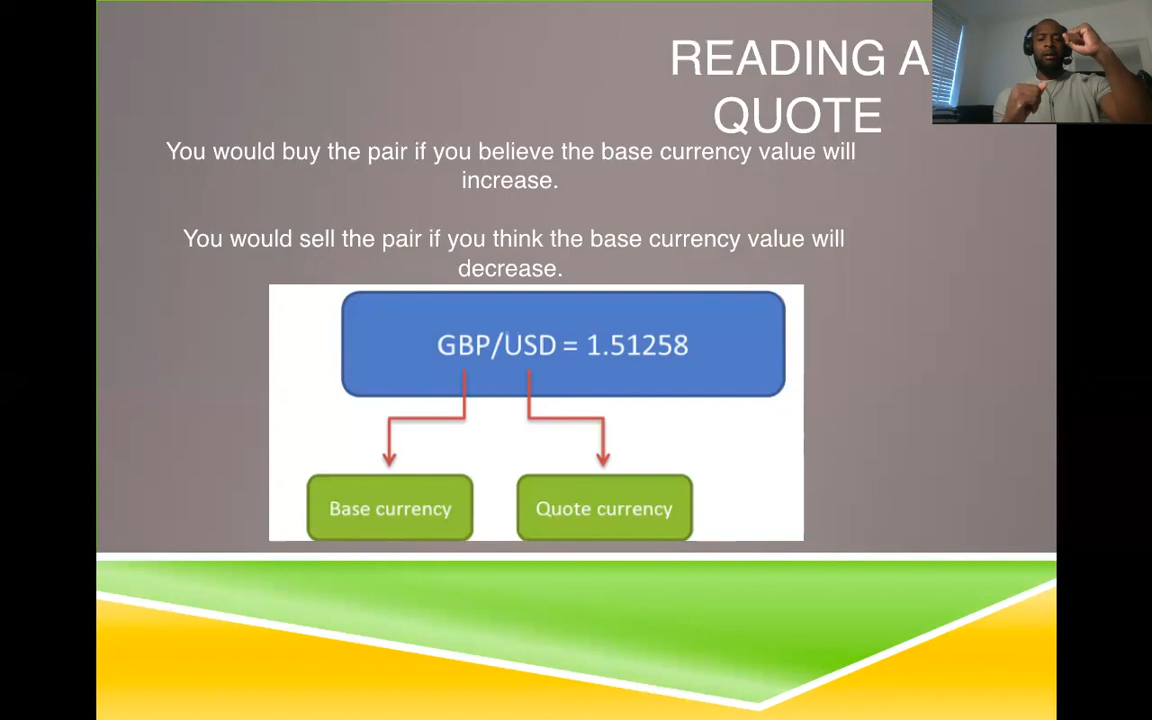 READING A
QUOTE
You would buy the pair if you believe the base currency value will
increase.
You would sell the pair if you think the base currency value will
decrease.
GBP/USD = 1.51258
Base currency
Quote currency